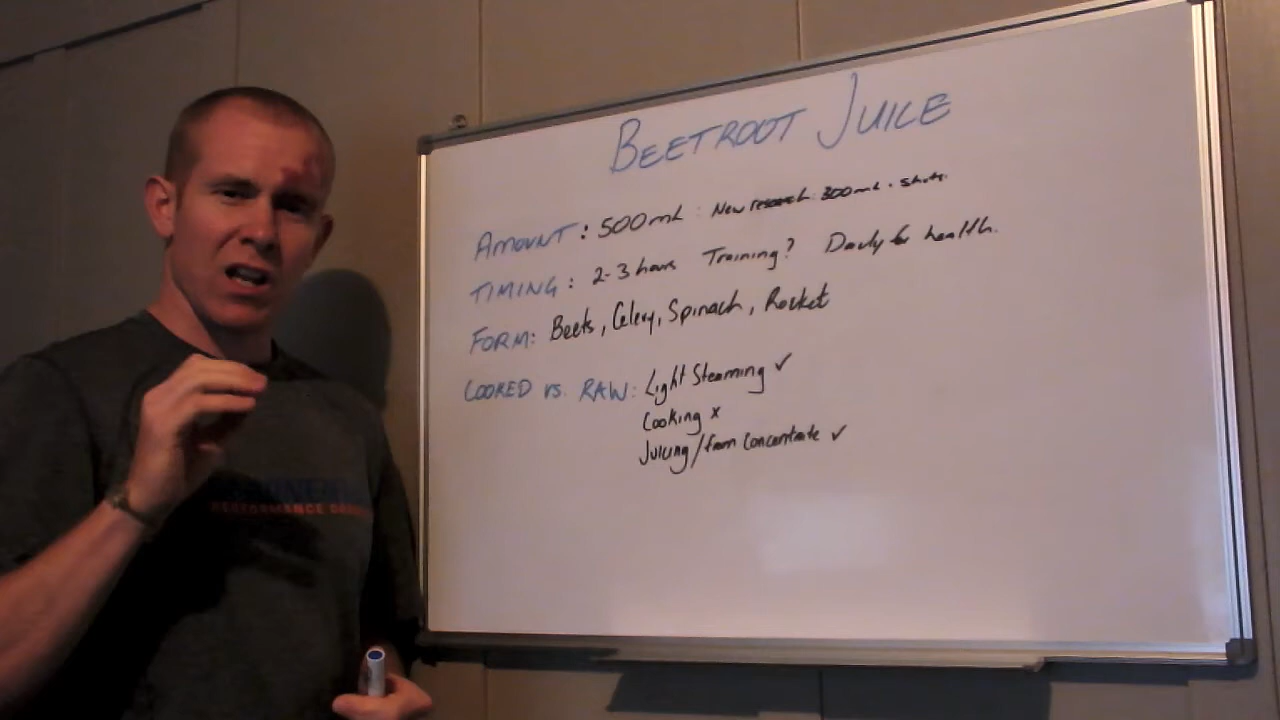 BEETROOT JUICE
AMOUNT: 500ml : New research 300ml. shots.
TIMING: 2-3 hours Training? Daily for health.
FORM: Beets, Celery, Spinach, Rocket
COOKED vs. RAW: Light Steaming ✓
Cooking x
Juicing/from Concentrate ✓
PERFORMANCE